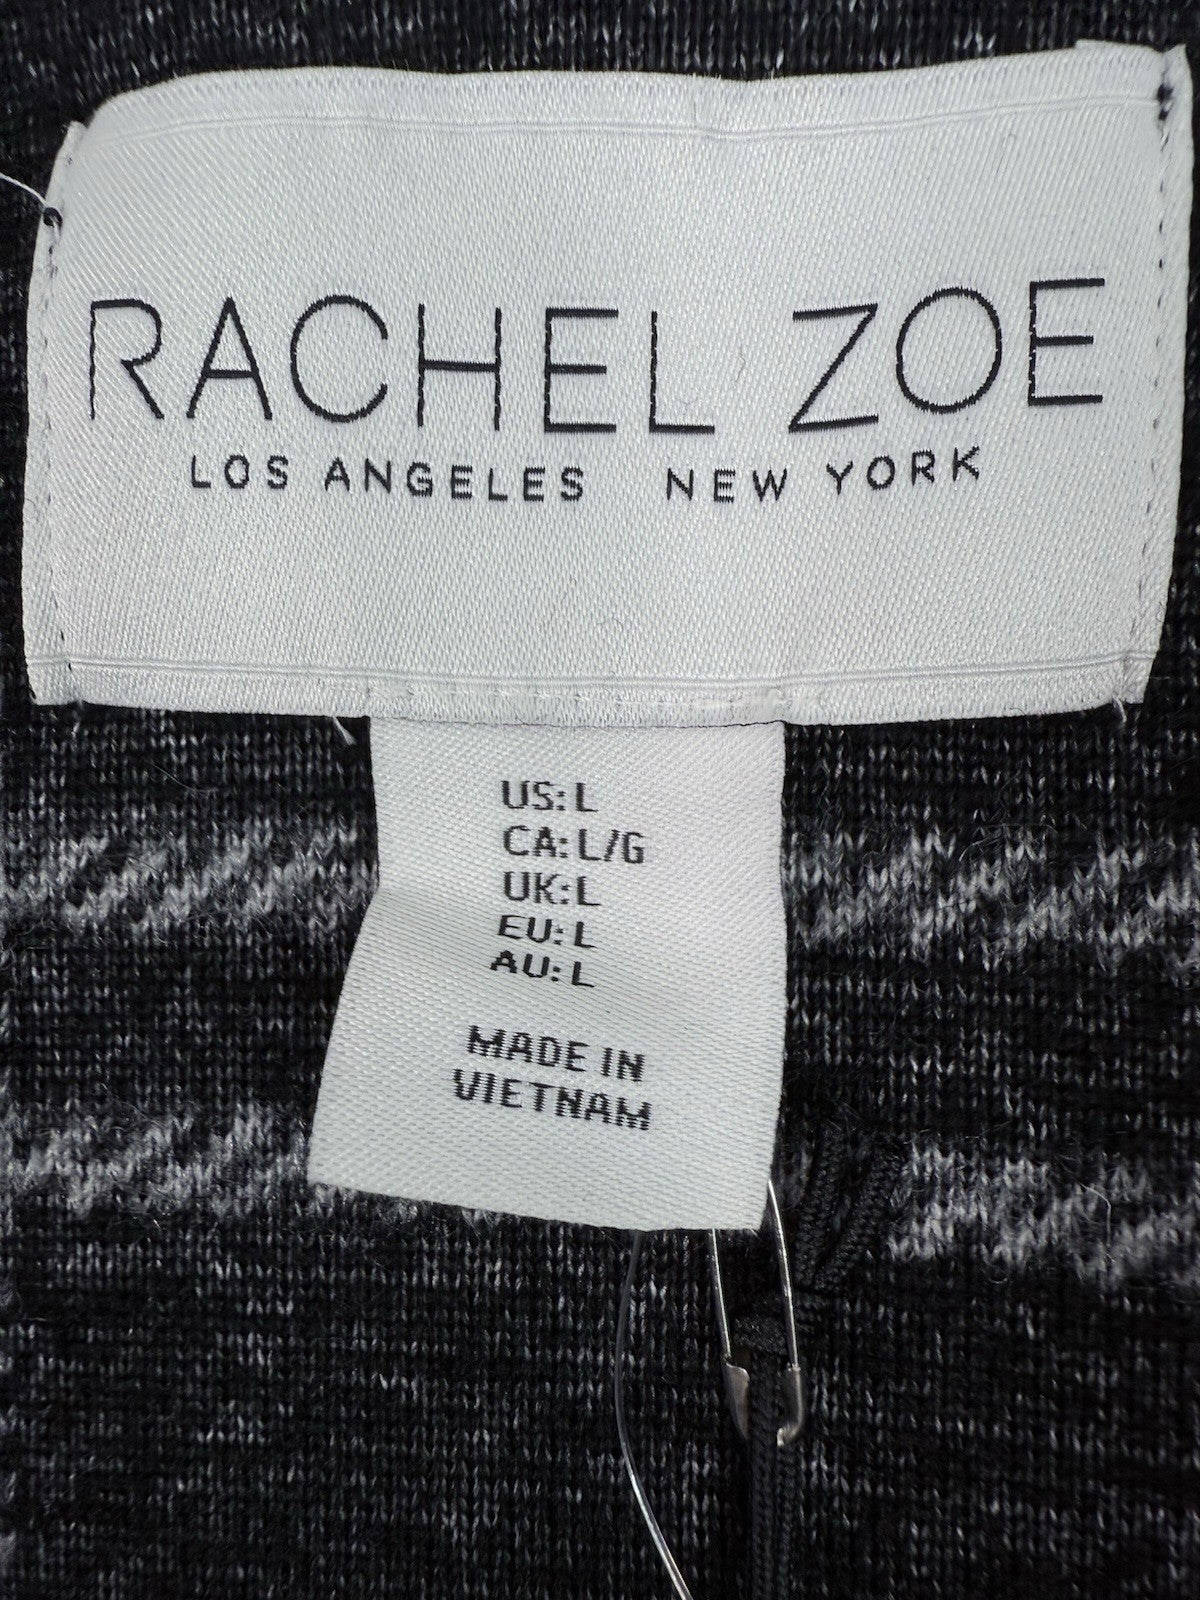 RACHEL ZOE
LOS ANGELES NEW YORK
US: L
CA: L/G
UK: L
EU: L
AU: L
MADE IN
VIETNAM